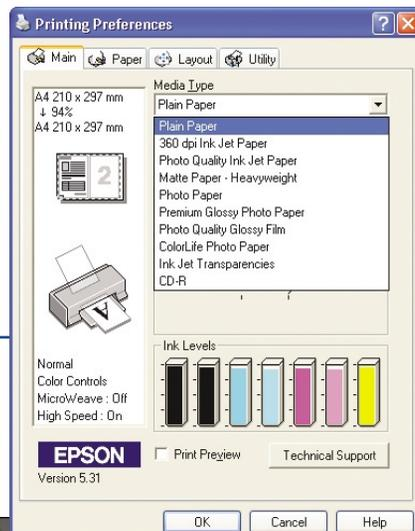 Printing Preferences
Main Paper Layout Utility
A4 210 x 297 mm
↓ 94%
A4 210 x 297 mm
2
A
Normal
Color Controls
MicroWeave : Off
High Speed : On
Media Type
Plain Paper
Plain Paper
360 dpi Ink Jet Paper
Photo Quality Ink Jet Paper
Matte Paper - Heavyweight
Photo Paper
Premium Glossy Photo Paper
Photo Quality Glossy Film
ColorLife Photo Paper
Ink Jet Transparencies
CD-R
Ink Levels
EPSON
Version 5.31
Print Preview
Technical Support
OK Cancel Help